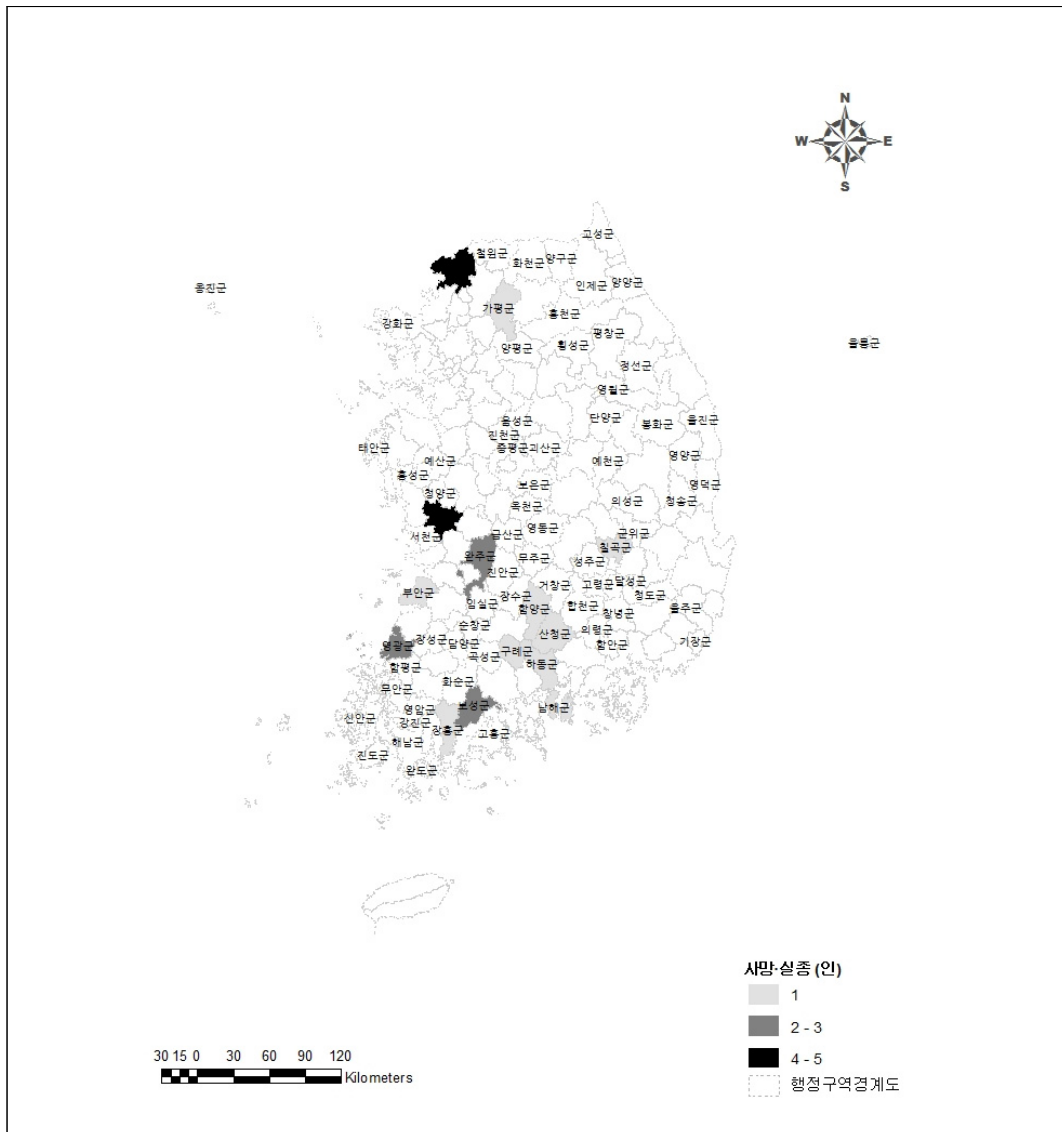 N
W E
S
고성군
철원군
화천군
양구군
옹진군
인제군
양양군
가평군
홍천군
강화군
평창군
울릉군
양평군
횡성군
정선군
영월군
음성군
단양군
봉화군
울진군
진천군
태안군
증평군
괴산군
예산군
예천군
영양군
홍성군
청양군
보은군
영덕군
옥천군
의성군
청송군
서천군
금산군
영동군
군위군
칠곡군
완주군
무주군
성주군
진안군
부안군
거창군
고령군
달성군
임실군
장수군
함양군
합천군
청도군
창녕군
울주군
순창군
산청군
의령군
영광군
장성군
담양군
구례군
함안군
기장군
함평군
곡성군
하동군
무안군
화순군
영암군
보성군
남해군
신안군
강진군
장흥군
고흥군
해남군
진도군
완도군
사망·실종 (인)
1
2 - 3
4 - 5
행정구역경계도
30 15 0 30 60 90 120
Kilometers